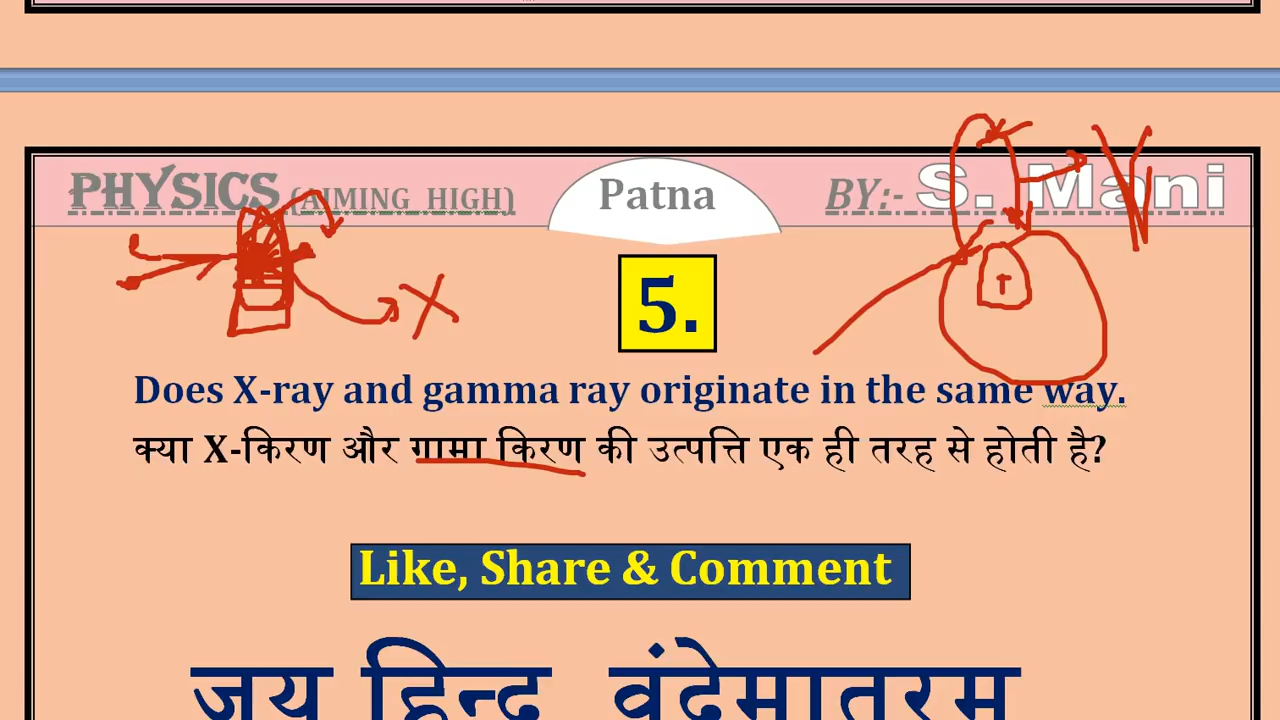 PHYSICS (AIMING HIGH) Patna BY:- S. Mani
5.
Does X-ray and gamma ray originate in the same way.
क्या X-किरण और गामा किरण की उत्पत्ति एक ही तरह से होती है?
Like, Share & Comment
जय हिन्द वंदेमातरम
e
X